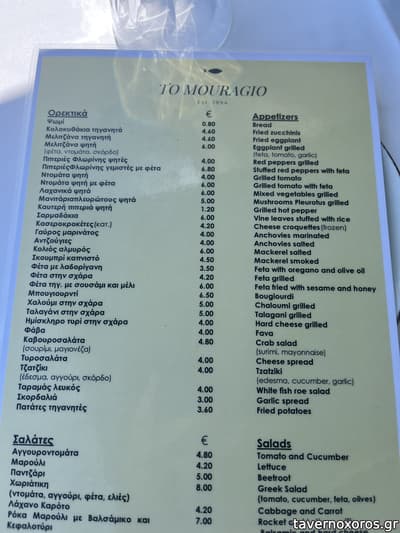 TO MOURAGIO
Est. 1994
Ορεκτικά € Appetizers
Ψωμί 0.80 Bread
Κολοκυθάκια τηγανητά 4.60 Fried zucchinis
Μελιτζάνα τηγανητή 4.60 Fried eggplant
Μελιτζάνα ψητή 6.00 Eggplant grilled
(φέτα, ντομάτα, σκόρδο) (feta, tomato, garlic)
Πιπεριές Φλωρίνης ψητές 4.00 Red peppers grilled
Πιπεριές Φλωρίνης γεμιστές με φέτα 6.80 Stuffed red peppers with feta
Ντομάτα ψητή 4.00 Grilled tomato
Ντομάτα ψητή με φέτα 6.00 Grilled tomato with feta
Λαχανικά ψητά 5.00 Mixed vegetables grilled
Μανιτάρια πλευρώτους ψητά 5.00 Mushrooms Pleurotus grilled
Καυτερή πιπεριά ψητή 1.20 Grilled hot pepper
Σαρμαδάκια 6.00 Vine leaves stuffed with rice
Καστεροκροκέτες(κατ.) 6.00 Cheese croquettes(frozen)
Γαύρος μαρινάτος 4.00 Anchovies marinated
Αντζούγιες 4.00 Anchovies salted
Κολιός αλμυρός 6.00 Mackerel salted
Σκουμπρί καπνιστό 4.50 Mackerel smoked
Φέτα με λαδορίγανη 3.50 Feta with oregano and olive oil
Φέτα στην σχάρα 4.20 Feta grilled
Φέτα τηγ. με σουσάμι και μέλι 6.00 Feta fried with sesame and honey
Μπουγιουρντί 6.50 Bougiourdi
Χαλούμι στην σχάρα 5.00 Chaloumi grilled
Ταλαγάνι στην σχάρα 5.00 Talagani grilled
Ημίσκληρο τυρί στην σχάρα 4.00 Hard cheese grilled
Φάβα 4.00 Fava
Καβουροσαλάτα 4.80 Crab salad
(σουρίμι, μαγιονέζα) (surimi, mayonnaise)
Τυροσαλάτα 4.00 Cheese spread
Τζατζίκι 4.00 Tzatziki
(έδεσμα, αγγούρι, σκόρδο) (edesma, cucumber, garlic)
Ταραμάς λευκός 4.00 White fish roe salad
Σκορδαλιά 3.00 Garlic spread
Πατάτες τηγανητές 3.60 Fried potatoes
Σαλάτες € Salads
Αγγουροντομάτα 4.80 Tomato and Cucumber
Μαρούλι 4.20 Lettuce
Παντζάρι 5.00 Beetroot
Χωριάτικη 8.00 Greek Salad
(ντομάτα, αγγούρι, φέτα, ελιές) (tomato, cucumber, feta, olives)
Λάχανο Καρότο 4.20 Cabbage and Carrot
Ρόκα Μαρούλι με Βαλσάμικο και 7.00 Rocket
Κεφαλοτύρι
tavernoxoros.gr